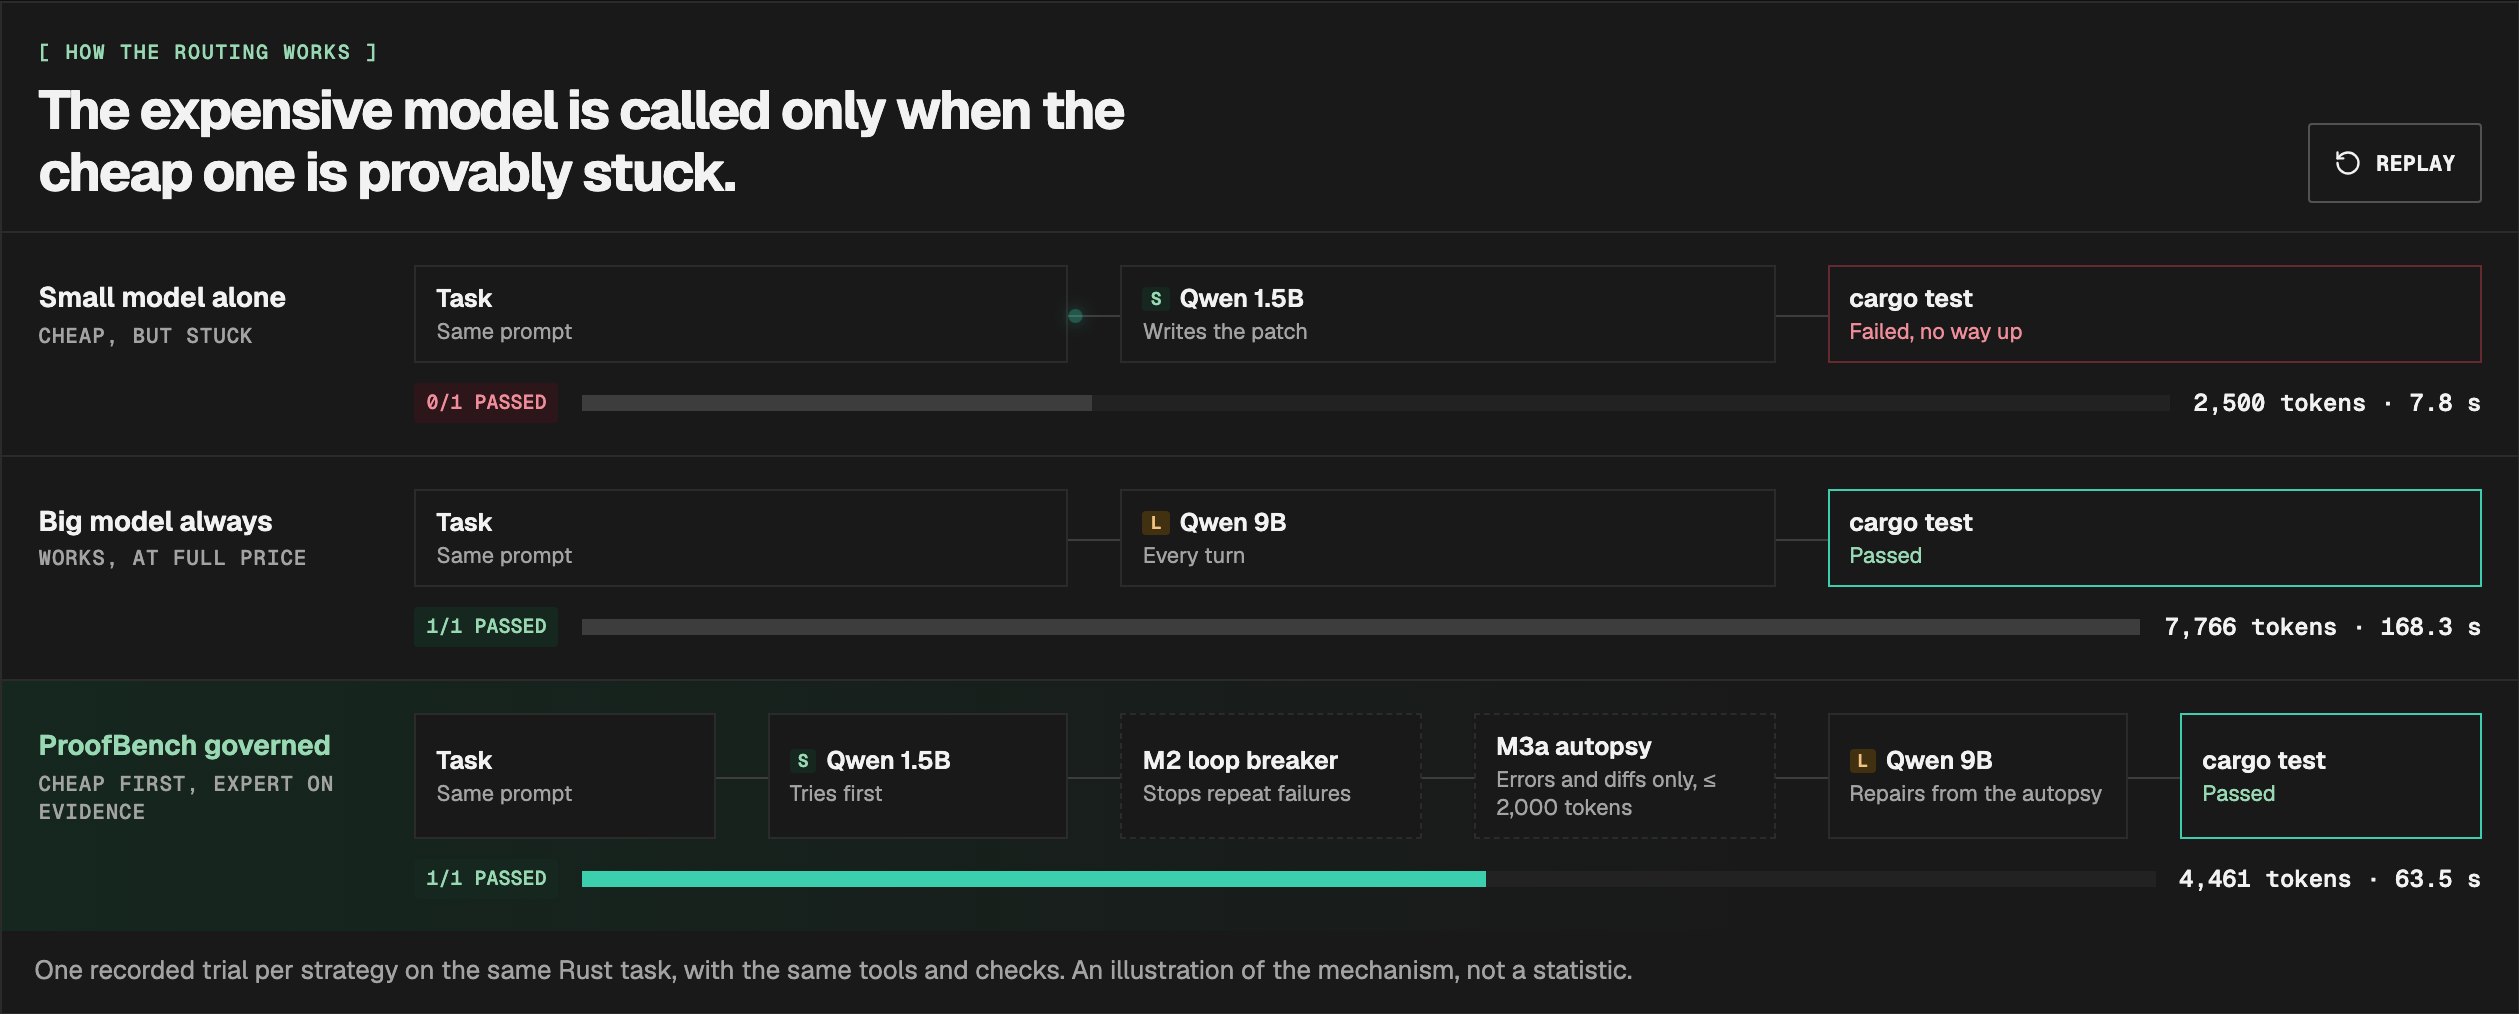 [ HOW THE ROUTING WORKS ]
The expensive model is called only when the
cheap one is provably stuck.
REPLAY
Small model alone
CHEAP, BUT STUCK
Task
Same prompt
S Qwen 1.5B
Writes the patch
cargo test
Failed, no way up
0/1 PASSED
2,500 tokens · 7.8 s
Big model always
WORKS, AT FULL PRICE
Task
Same prompt
L Qwen 9B
Every turn
cargo test
Passed
1/1 PASSED
7,766 tokens · 168.3 s
ProofBench governed
CHEAP FIRST, EXPERT ON
EVIDENCE
Task
Same prompt
S Qwen 1.5B
Tries first
M2 loop breaker
Stops repeat failures
M3a autopsy
Errors and diffs only, ≤
2,000 tokens
L Qwen 9B
Repairs from the autopsy
cargo test
Passed
1/1 PASSED
4,461 tokens · 63.5 s
One recorded trial per strategy on the same Rust task, with the same tools and checks. An illustration of the mechanism, not a statistic.